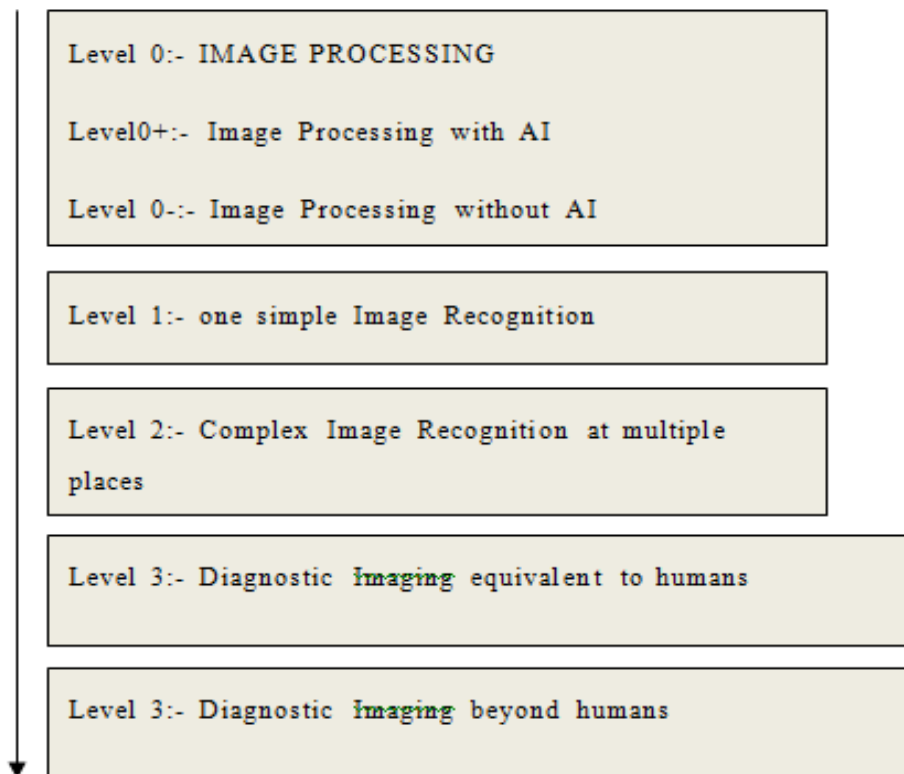 Level 0:- IMAGE PROCESSING
Level0+:- Image Processing with AI
Level 0-:- Image Processing without AI
Level 1:- one simple Image Recognition
Level 2:- Complex Image Recognition at multiple
places
Level 3:- Diagnostic Imaging equivalent to humans
Level 3:- Diagnostic Imaging beyond humans